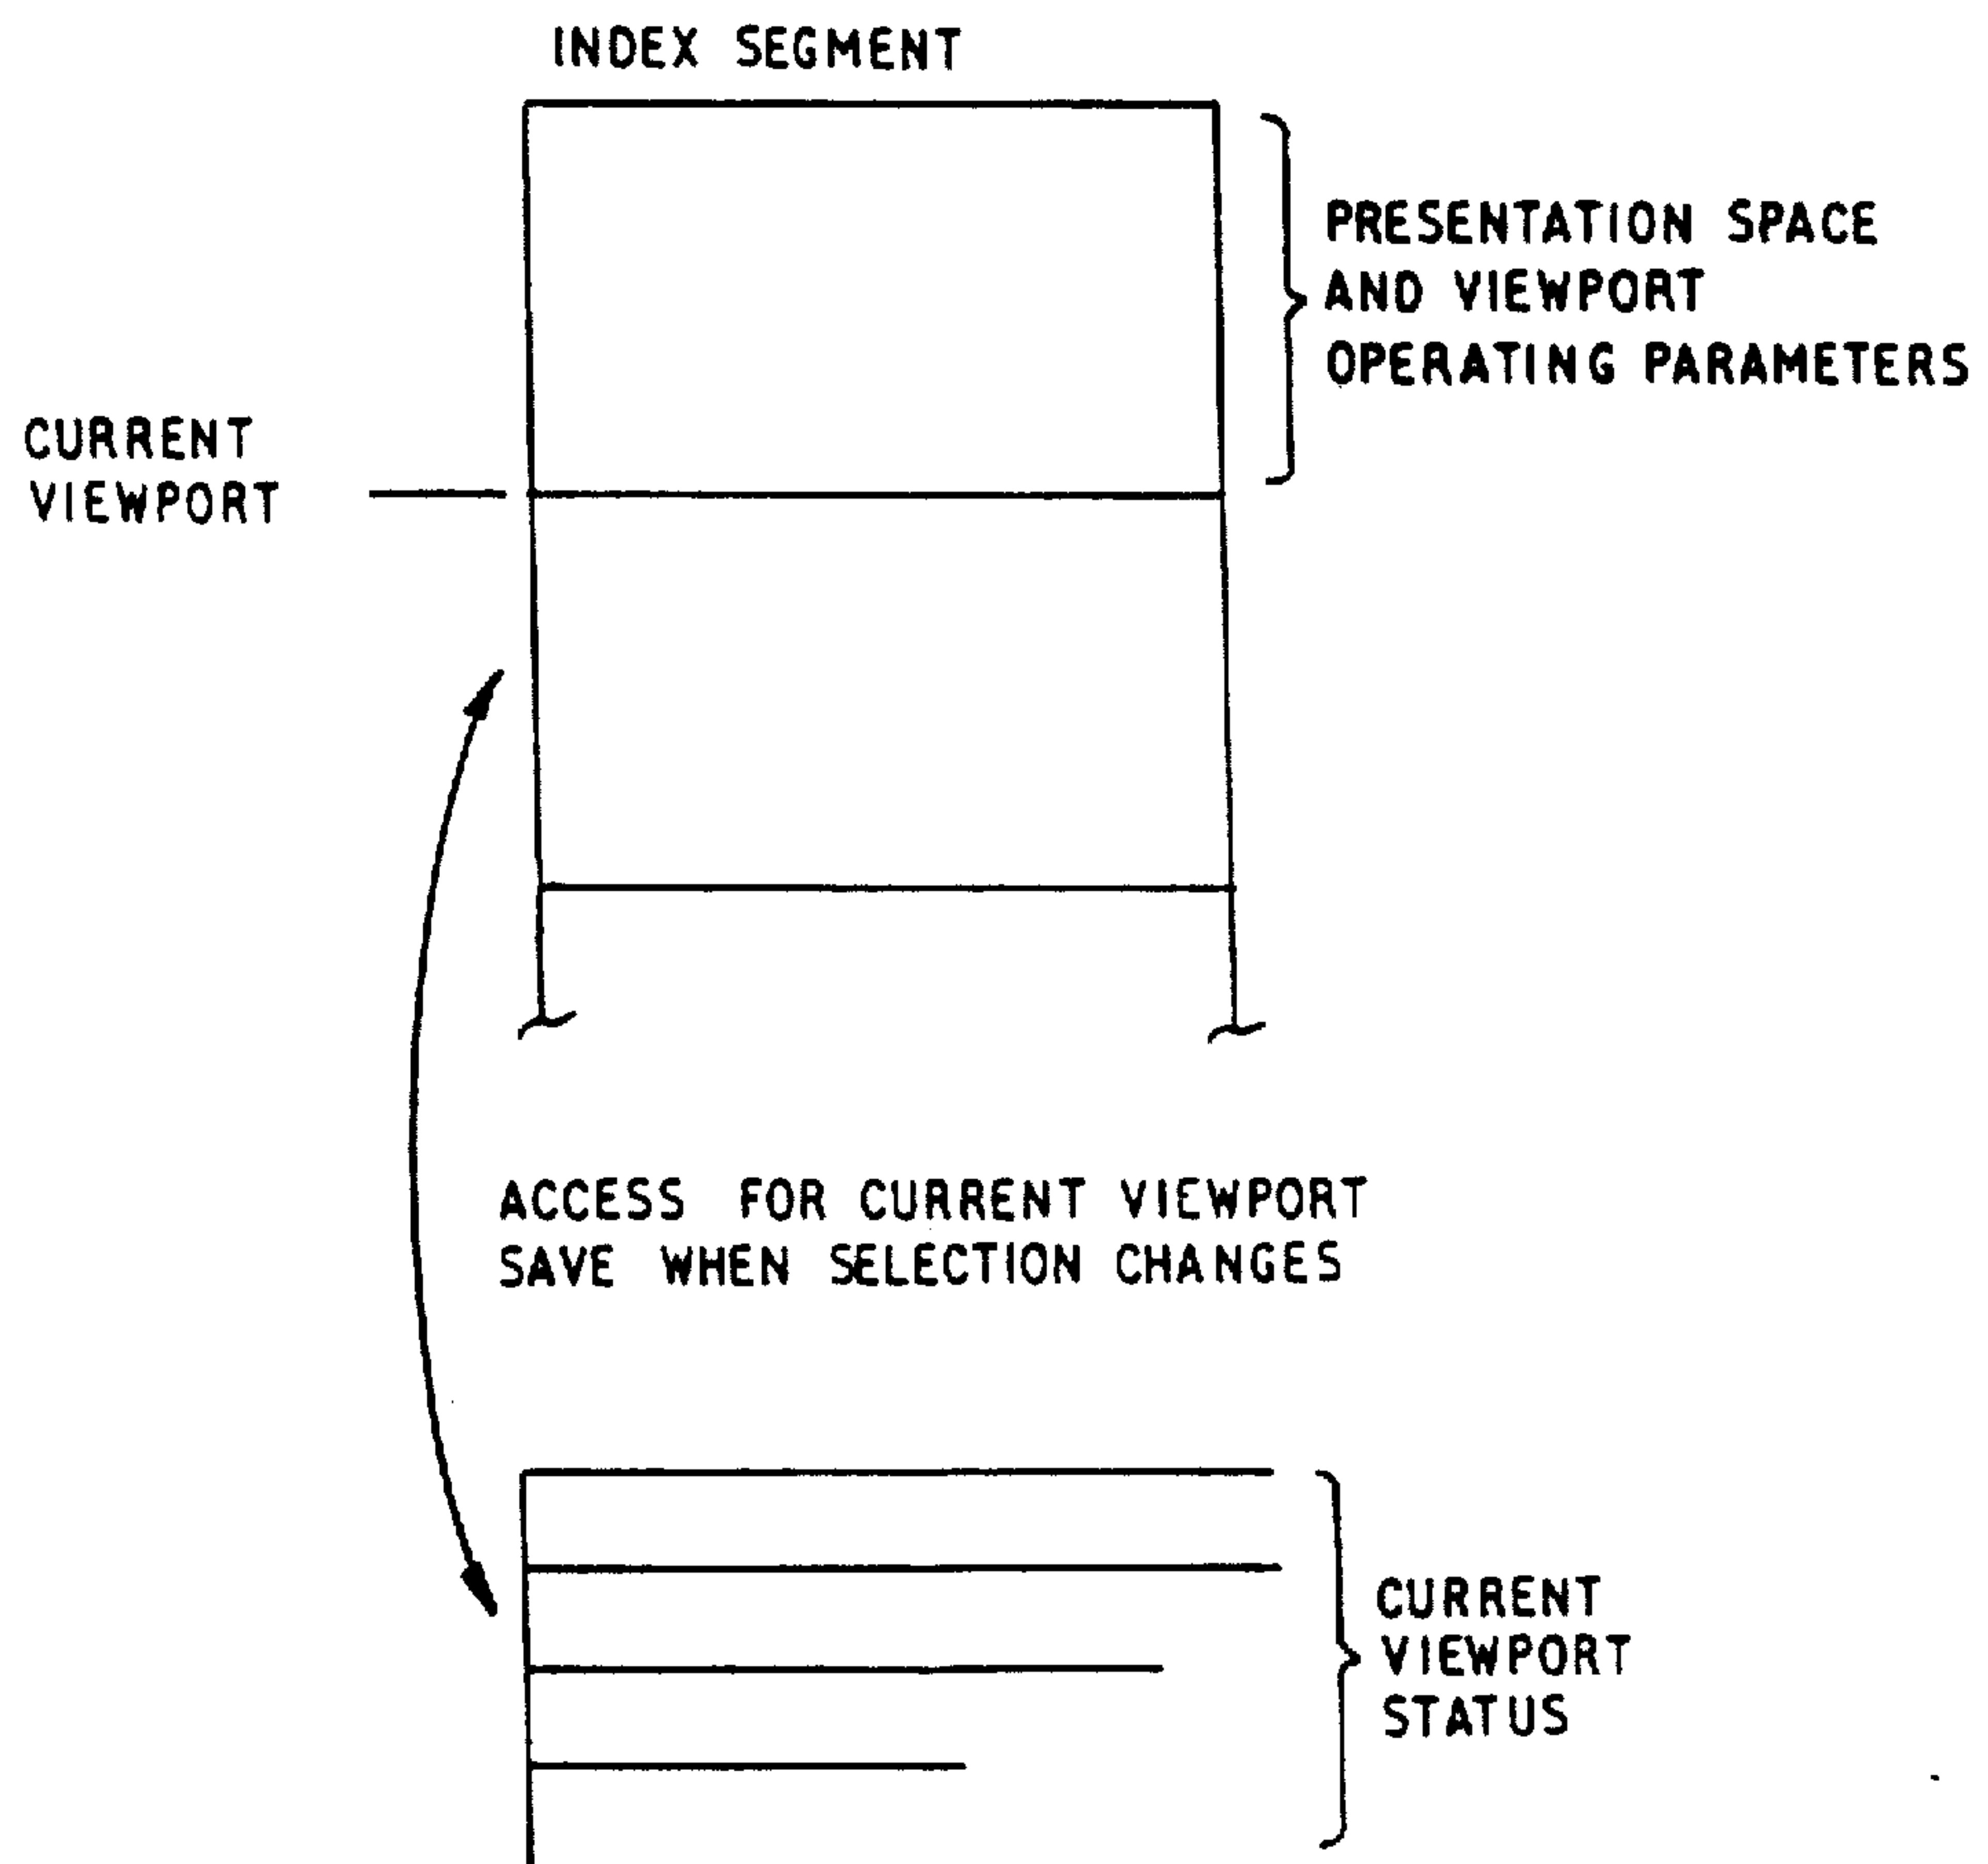 INDEX SEGMENT
PRESENTATION SPACE
AND VIEWPORT
OPERATING PARAMETERS
CURRENT
VIEWPORT
ACCESS FOR CURRENT VIEWPORT
SAVE WHEN SELECTION CHANGES
CURRENT
VIEWPORT
STATUS